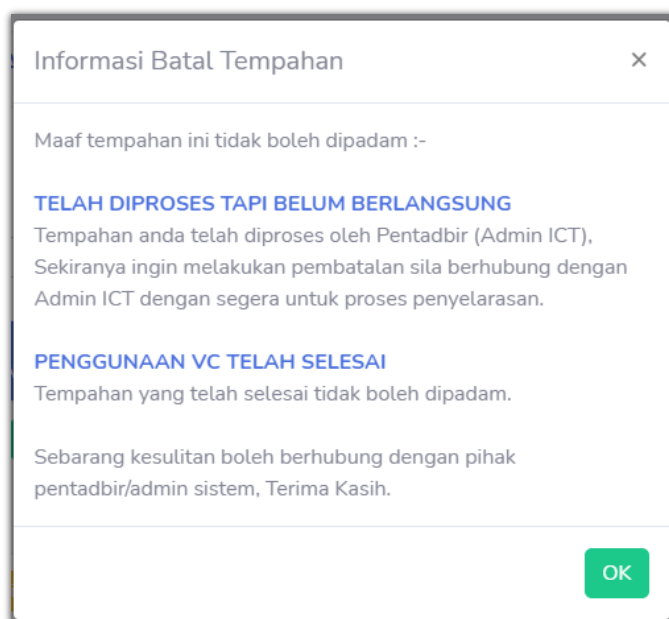 Informasi Batal Tempahan
×
Maaf tempahan ini tidak boleh dipadam :-
TELAH DIPROSES TAPI BELUM BERLANGSUNG
Tempahan anda telah diproses oleh Pentadbir (Admin ICT),
Sekiranya ingin melakukan pembatalan sila berhubung dengan
Admin ICT dengan segera untuk proses penyelarasan.
PENGGUNAAN VC TELAH SELESAI
Tempahan yang telah selesai tidak boleh dipadam.
Sebarang kesulitan boleh berhubung dengan pihak
pentadbir/admin sistem, Terima Kasih.
OK